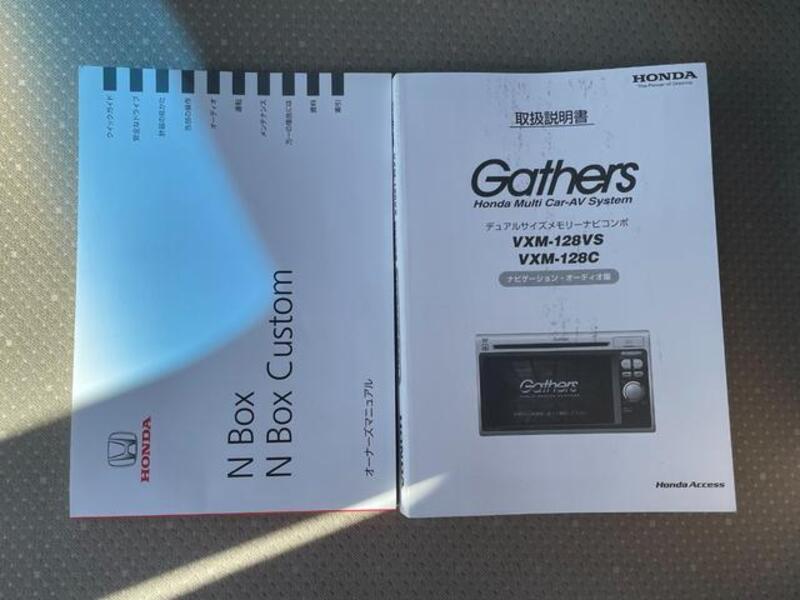 クイックガイド
安全なドライブ
計器の見かた
各部の操作
オーディオ
運転
メンテナンス
万一の場合には
資料
索引
N Box
N Box Custom
オーナーズマニュアル
HONDA
HONDA
The Power of Dreams
取扱説明書
Gathers
Honda Multi Car-AV System
デュアルサイズメモリーナビコンポ
VXM-128VS
VXM-128C
ナビゲーション・オーディオ編
Gathers
Honda Access